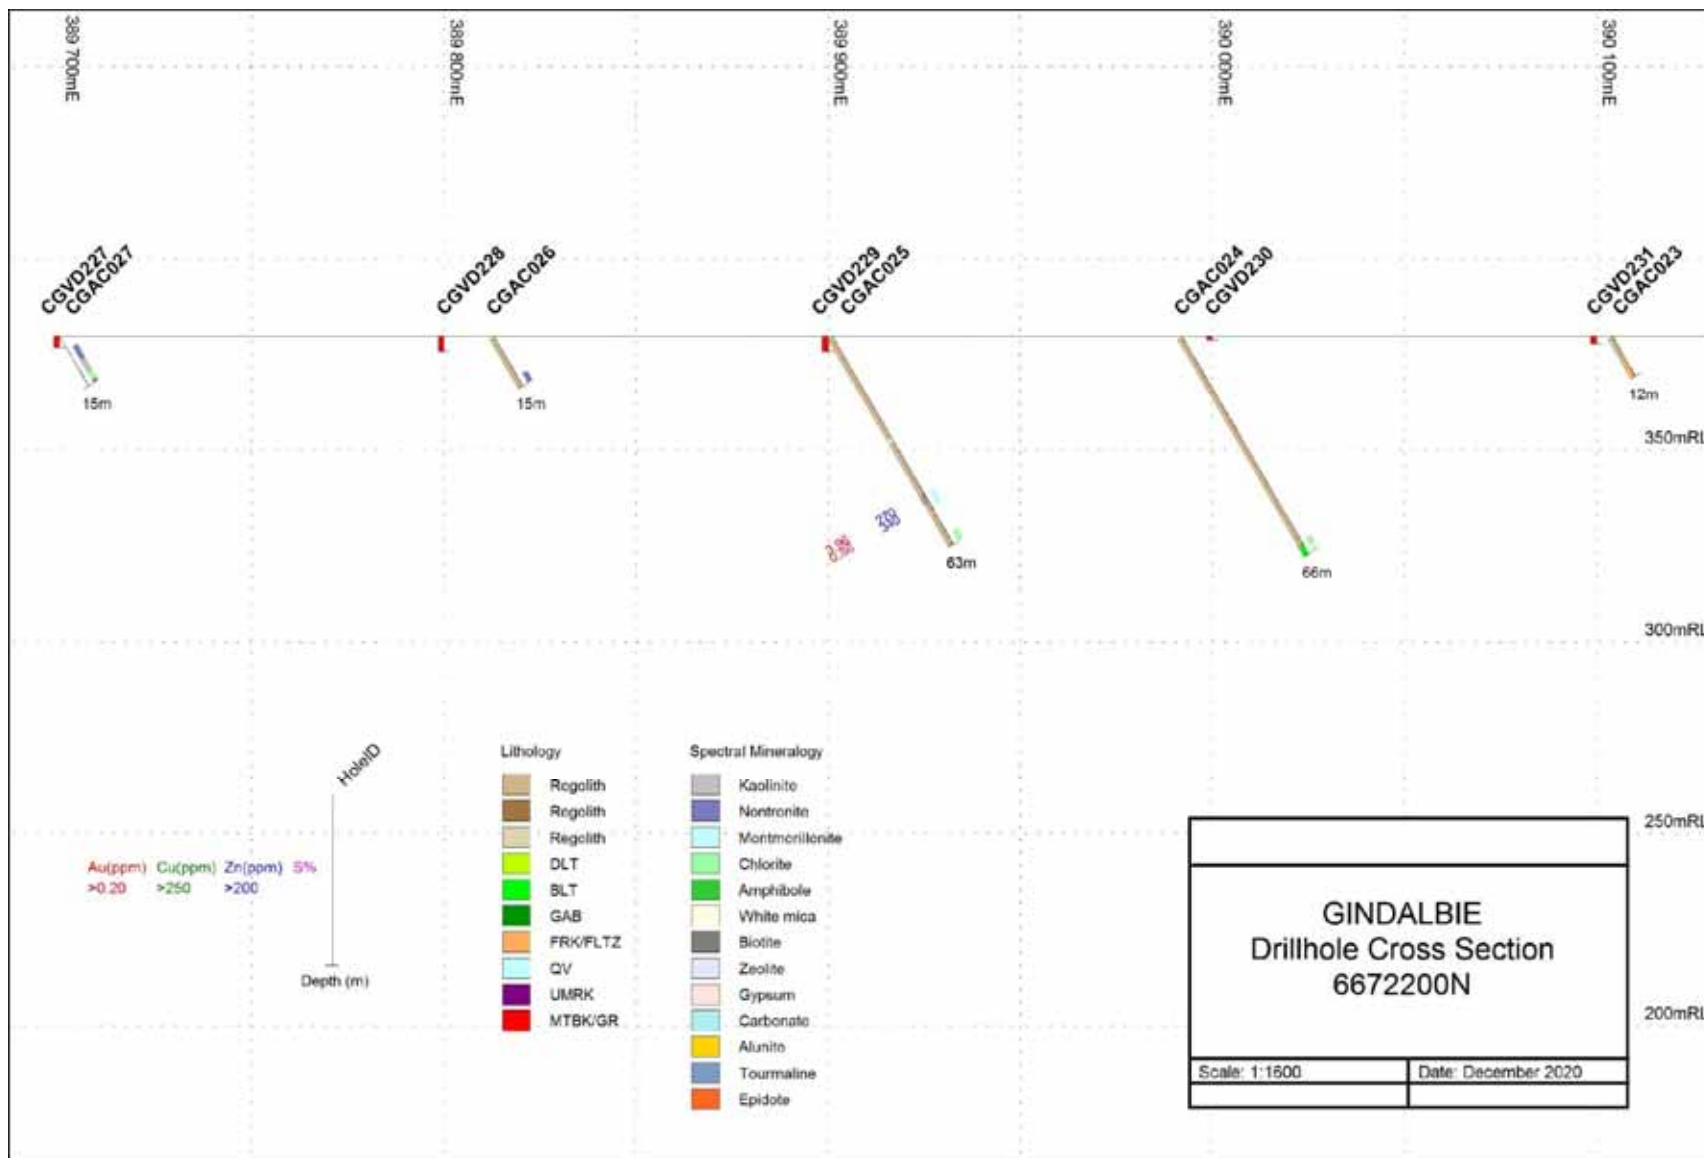 389 700mE
389 800mE
389 900mE
390 000mE
390 100mE
CGVD227
CGAC027
CGVD228
CGAC026
CGVD229
CGAC025
CGAC024
CGVD230
CGVD231
CGAC023
15m
15m
63m
66m
12m
350mRL
300mRL
250mRL
200mRL
HoleID
Depth (m)
Au(ppm) Cu(ppm) Zn(ppm) S%
>0.20 >250 >200
Lithology
Regolith
Regolith
Regolith
DLT
BLT
GAB
FRK/FLTZ
QV
UMRK
MTBK/GR
Spectral Mineralogy
Kaolinite
Nontronite
Montmorillonite
Chlorite
Amphibole
White mica
Biotite
Zeolite
Gypsum
Carbonate
Alunite
Tourmaline
Epidote
GINDALBIE
Drillhole Cross Section
6672200N
Scale: 1:1600
Date: December 2020